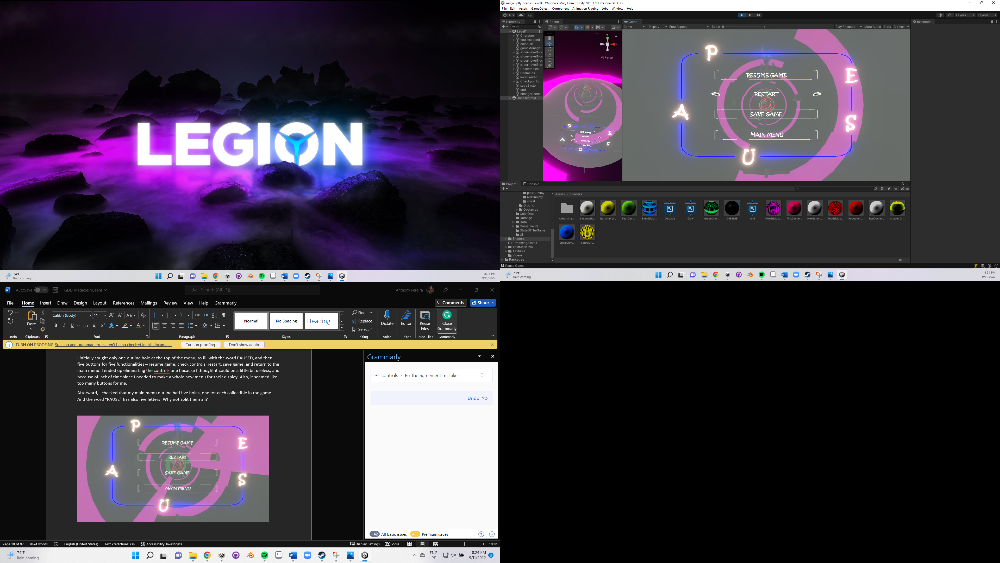 LEGION
74°F
Rain coming
8:24 PM
9/11/2022
magic-jelly-beans - Level1 - Windows, Mac, Linux - Unity 2021.3.5f1 Personal <DX11>
File Edit Assets GameObject Component Animation Rigging Jobs Window Help
A
Layers Layout
Hierarchy
All
Level1
Character
you-escaped
colorList
gameManager
slider-level1-pa
slider-level1-pa
slider-level1-pa
slider-level1-pa
Collectables
Obstacles
level1Audio
Checkpoints
saveSystem
end
changeScene
DontDestroyO
Scene
y
x
Persp
P
E
A
S
U
Game
Game Display 1 Free Aspect Scale 1x Play Focused Mute Audio Stats Gizmos
Inspector
P
RESUME GAME
E
RESTART
A
SAVE GAME
S
MAIN MENU
U
Project Console
30
pinkGummy
redGummy
spiral
Ground
Obstacles
ColorData
Damage
Data
GameEvents
StateOfTheGame
UI
Shaders
StreamingAssets
TextMesh Pro
Textures
Videos
Packages
Assets > Shaders
Other Sha... BananaBla... BananaYel... BearGum... BlueGridM... Dissolve Glow GreenGrid... GREENIE Grid PinkGridMa... PinkGumm... PinkGumm... RedGridMa... RedGumm... RedGumm... Shader Gr...
SpiralGum... YellowGri...
Pause Game
74°F
Rain coming
8:24 PM
9/11/2022
AutoSave Off GDD_MagicJellyBeans Search (Alt+Q) Anthony Pereira
File Home Insert Draw Design Layout References Mailings Review View Help Grammarly Comments Share
Paste
Calibri (Body) 11
Normal No Spacing Heading 1
Find
Replace
Select
Dictate
Editor
Reuse
Files
Close
Grammarly
Undo Clipboard Font Paragraph Styles Editing Voice Editor Reuse Files Grammarly
TURN ON PROOFING Spelling and grammar errors aren't being checked in this document. Turn on proofing Don't show again
I initially sought only one outline hole at the top of the menu, to fill with the word PAUSED, and then
five buttons for five functionalities – resume game, check controls, restart, save game, and return to the
main menu. I ended up eliminating the controls one because I thought it could be a little bit useless, and
because of lack of time since I needed to make a whole new menu for their display. Also, it seemed like
too many buttons for me.
Afterward, I checked that my main menu outline had five holes, one for each collectible in the game.
And the word “PAUSE” has also five letters! Why not split them all?
P
RESUME GAME
E
RESTART
A
SAVE GAME
S
MAIN MENU
U
Grammarly
controls · Fix the agreement mistake
Undo
142 All basic issues 432 Premium issues
Page 10 of 97 9474 words English (United States) Text Predictions: On Accessibility: Investigate Display Settings Focus 100%
74°F
Rain coming
ENG
PT
8:24 PM
9/11/2022
3